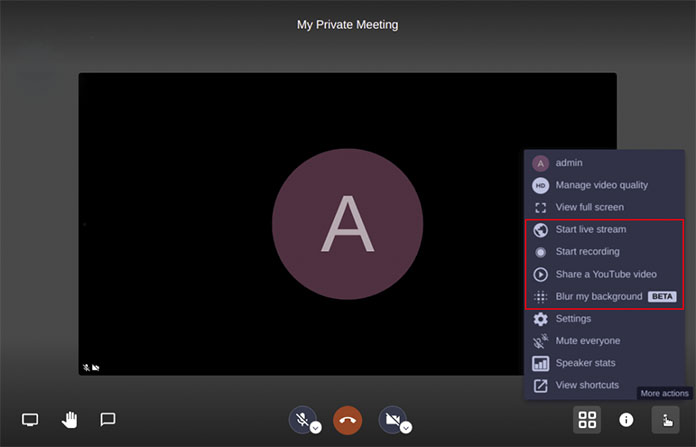 My Private Meeting
A
A admin
HD Manage video quality
View full screen
Start live stream
Start recording
Share a YouTube video
Blur my background BETA
Settings
Mute everyone
Speaker stats
View shortcuts
More actions